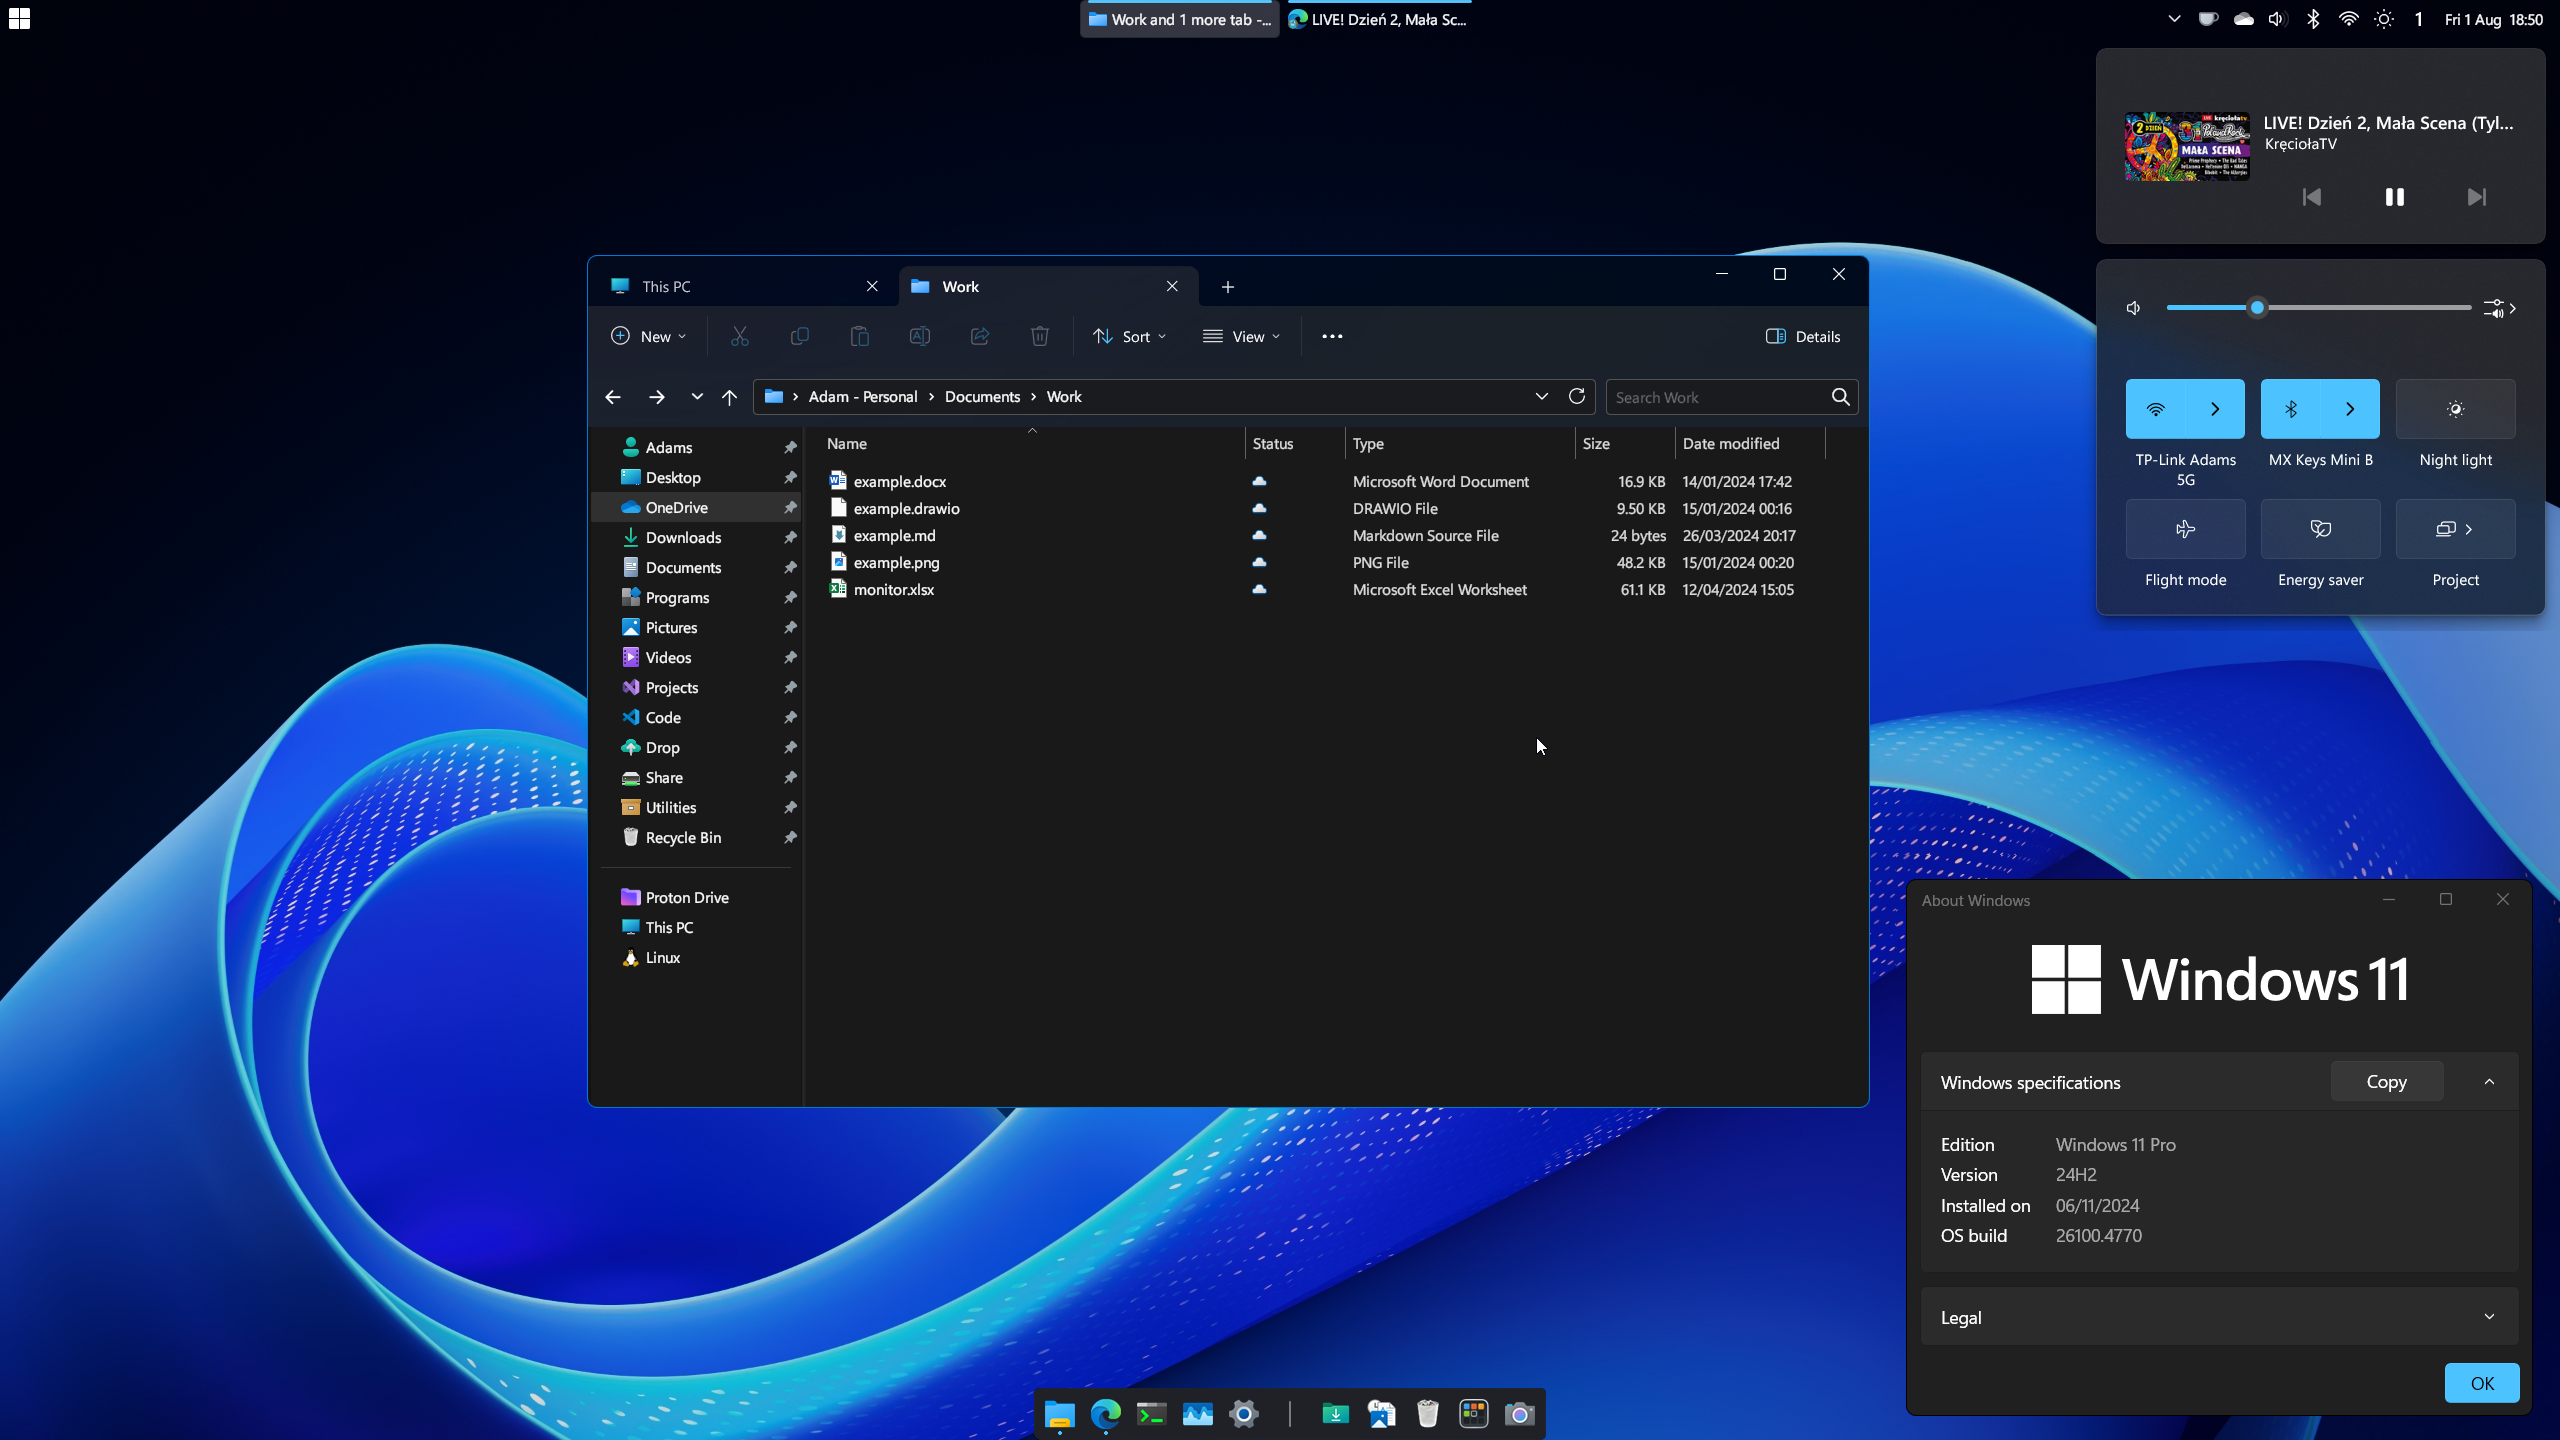 Work and 1 more tab -...
LIVE! Dzień 2, Mała Sc...
1
Fri 1 Aug 18:50
2 DZIEŃ
LIVE kręciołatv
MAŁA SCENA
LIVE! Dzień 2, Mała Scena (Tyl...
KręciołaTV
TP-Link Adams
5G
MX Keys Mini B
Night light
Flight mode
Energy saver
Project
This PC
Work
New
Sort
View
Details
Adam - Personal
Documents
Work
Search Work
Adams
Desktop
OneDrive
Downloads
Documents
Programs
Pictures
Videos
Projects
Code
Drop
Share
Utilities
Recycle Bin
Proton Drive
This PC
Linux
Name Status Type Size Date modified
example.docx Microsoft Word Document 16.9 KB 14/01/2024 17:42
example.drawio DRAWIO File 9.50 KB 15/01/2024 00:16
example.md Markdown Source File 24 bytes 26/03/2024 20:17
example.png PNG File 48.2 KB 15/01/2024 00:20
monitor.xlsx Microsoft Excel Worksheet 61.1 KB 12/04/2024 15:05
About Windows
Windows 11
Windows specifications
Copy
Edition Windows 11 Pro
Version 24H2
Installed on 06/11/2024
OS build 26100.4770
Legal
OK